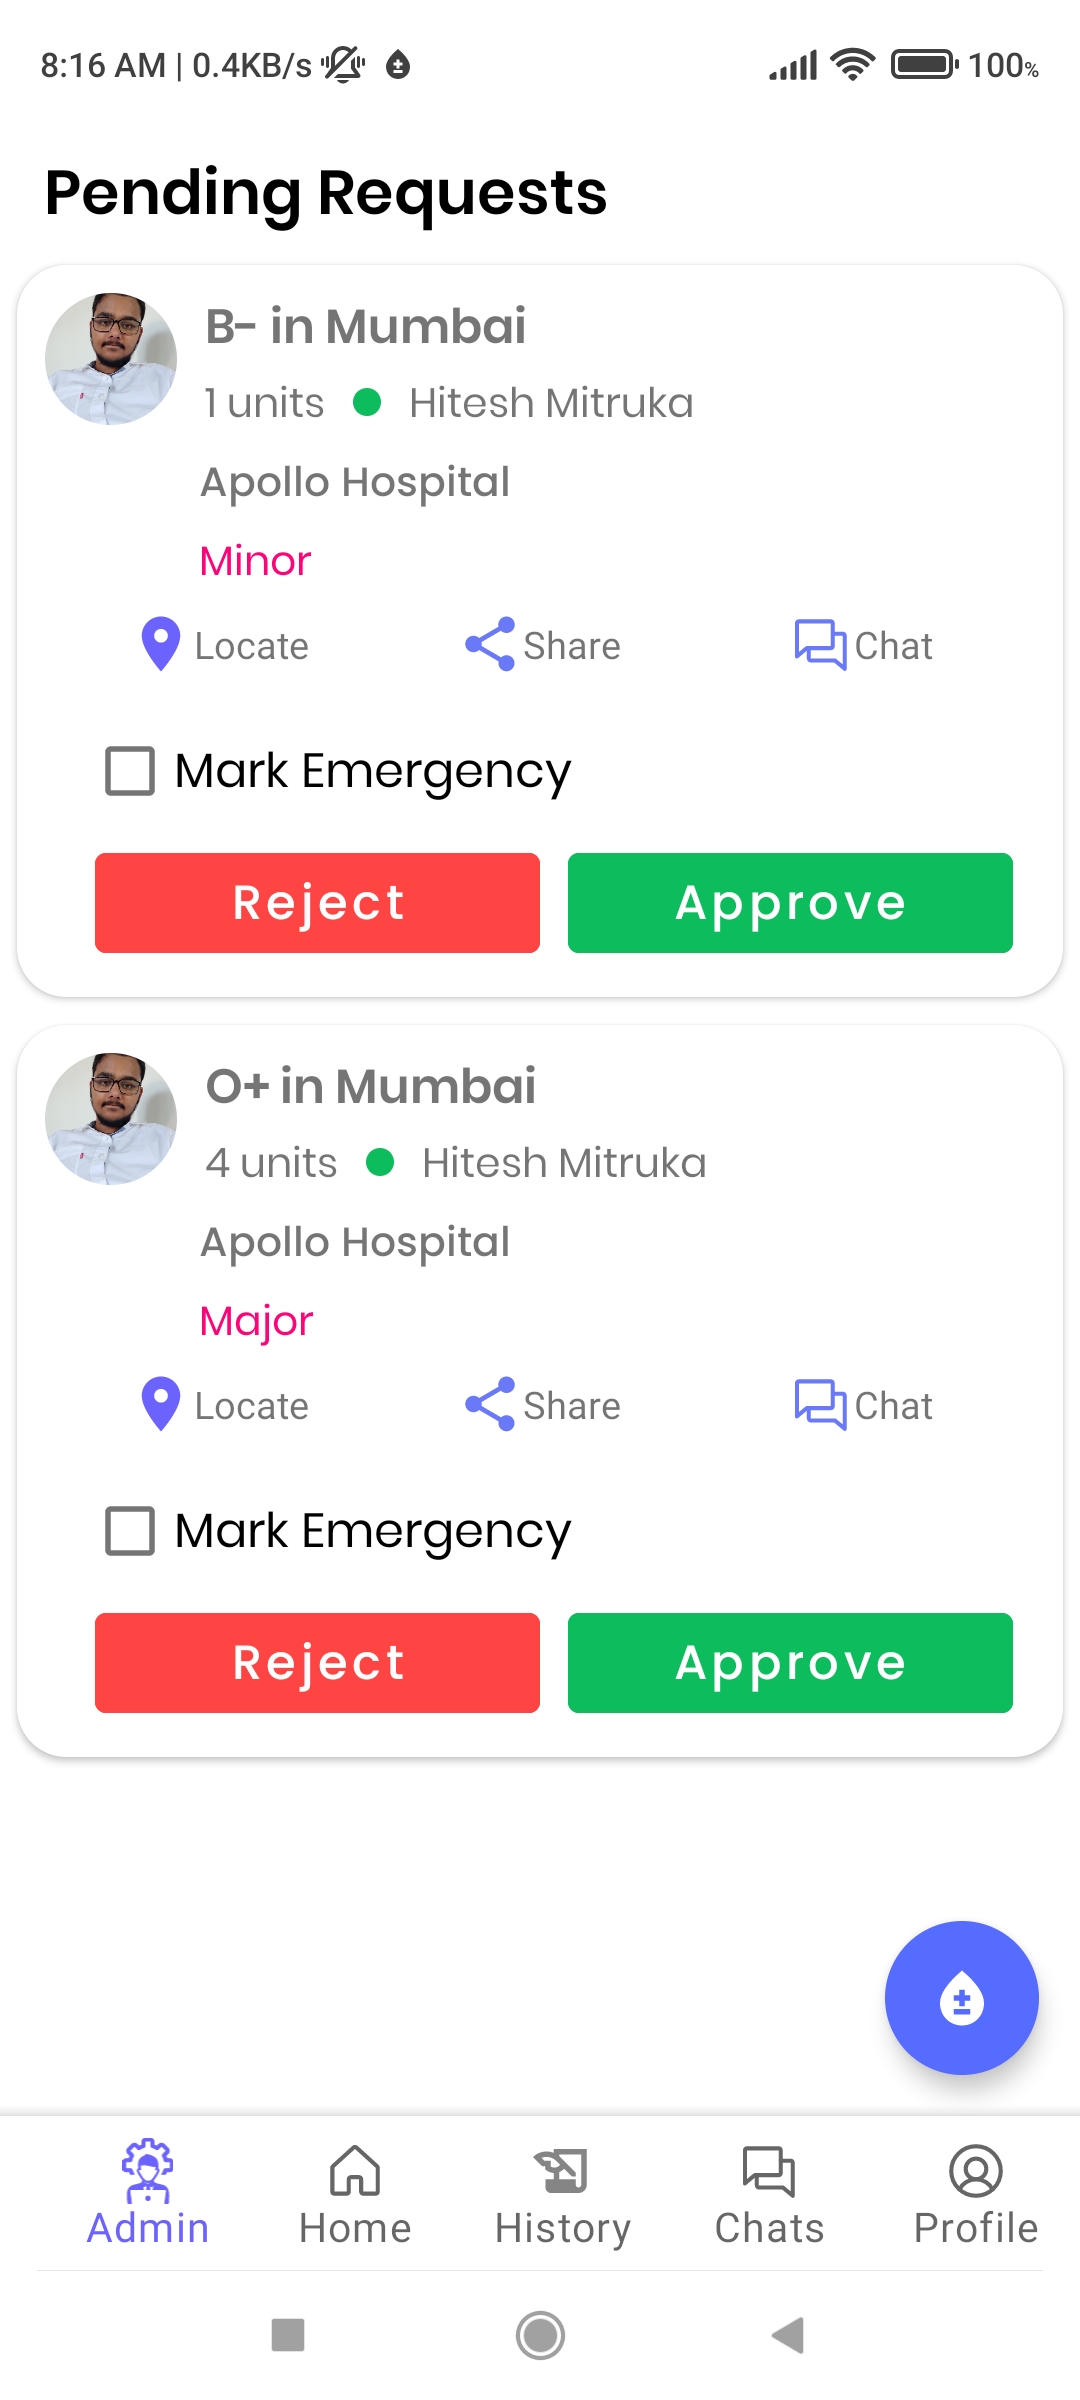 8:16 AM | 0.4KB/s 100%
Pending Requests
B- in Mumbai
1 units Hitesh Mitruka
Apollo Hospital
Minor
Locate Share Chat
Mark Emergency
Reject Approve
O+ in Mumbai
4 units Hitesh Mitruka
Apollo Hospital
Major
Locate Share Chat
Mark Emergency
Reject Approve
Admin Home History Chats Profile